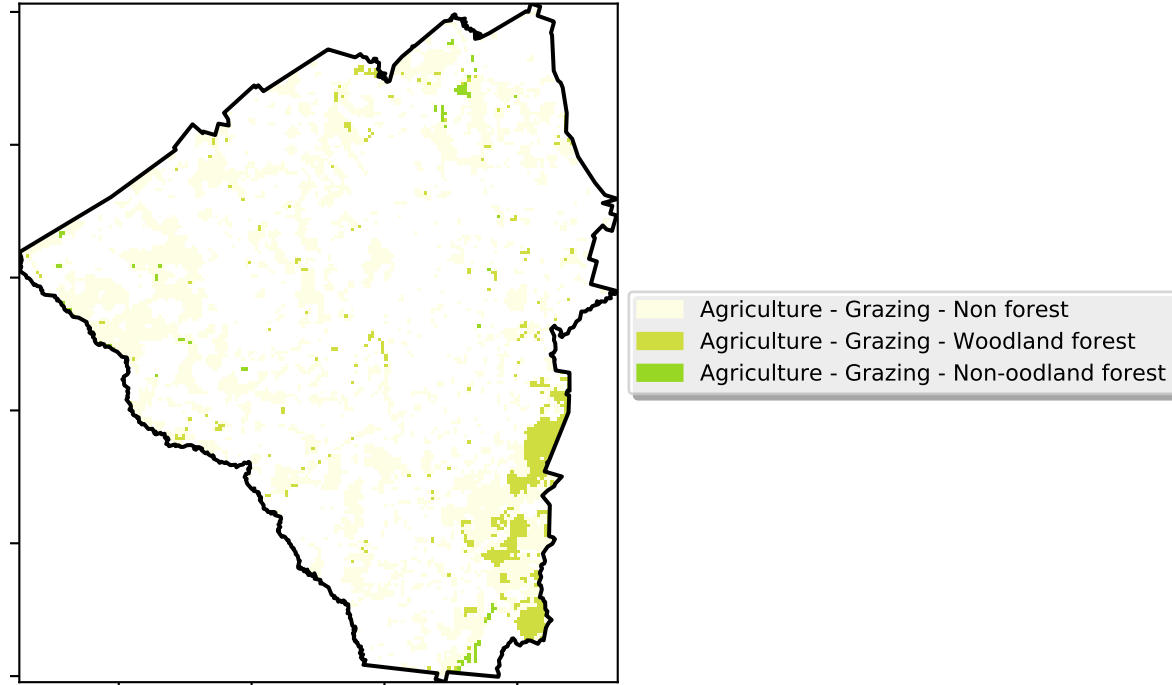 Agriculture - Grazing - Non forest
Agriculture - Grazing - Woodland forest
Agriculture - Grazing - Non-oodland forest